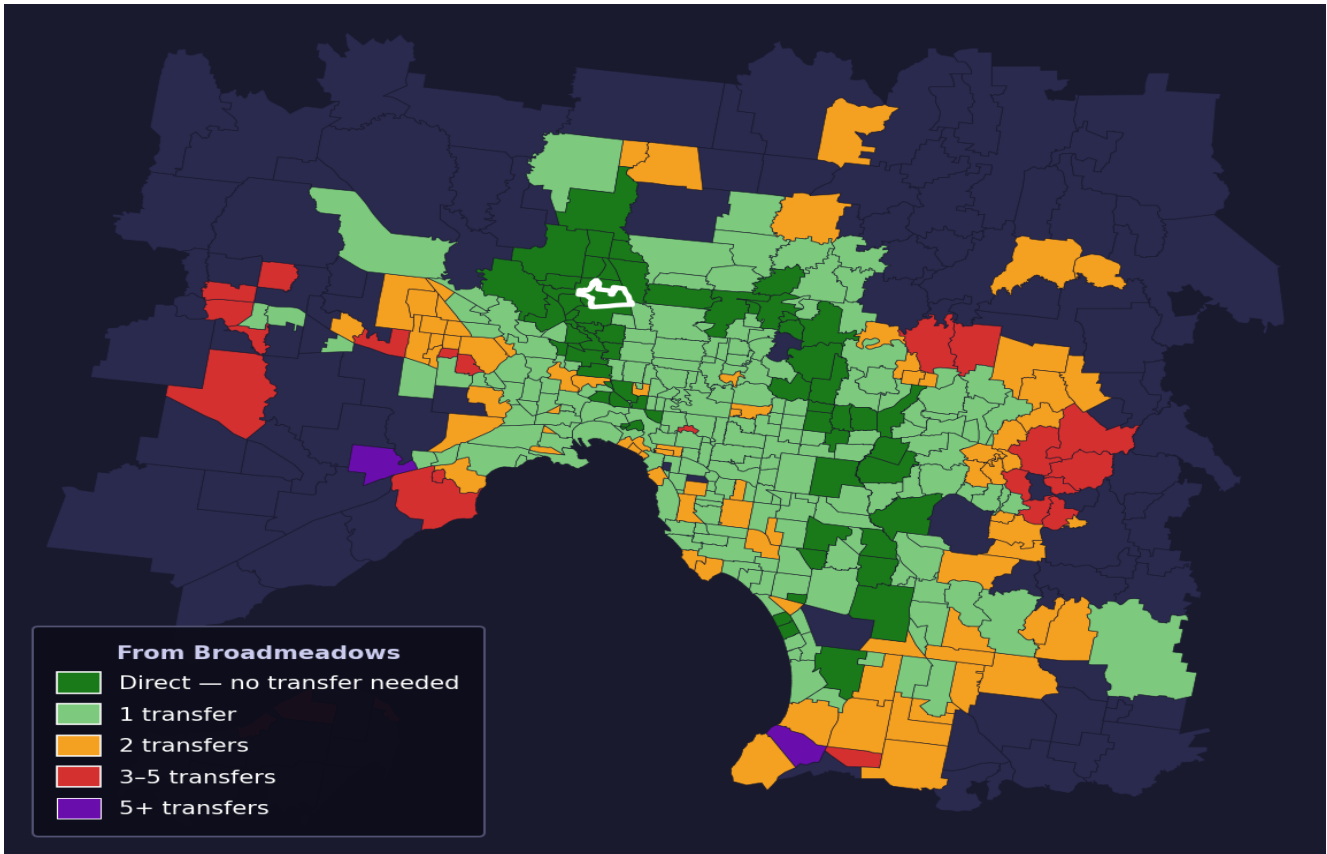 From Broadmeadows
Direct — no transfer needed
1 transfer
2 transfers
3–5 transfers
5+ transfers